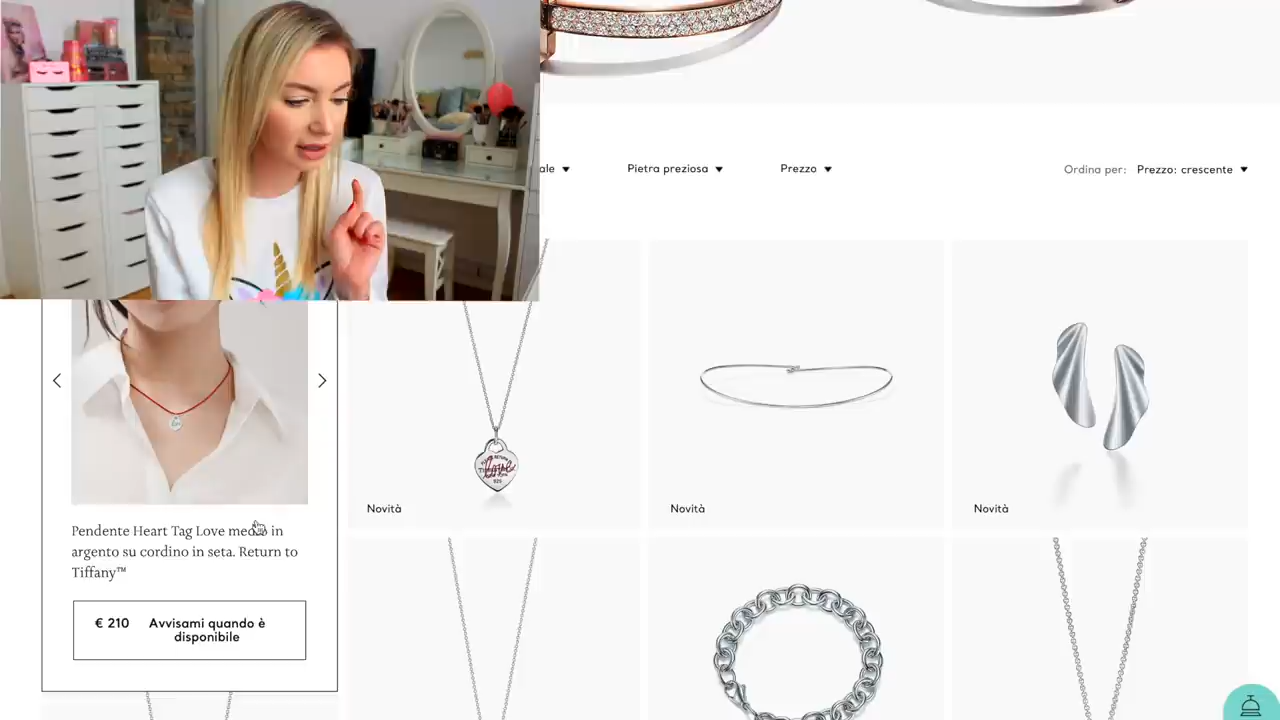 Pietra preziosa
Prezzo
Ordina per: Prezzo: crescente
Novità
Novità
Novità
Pendente Heart Tag Love medio in
argento su cordino in seta. Return to
Tiffany™
€ 210 Avvisami quando è
disponibile